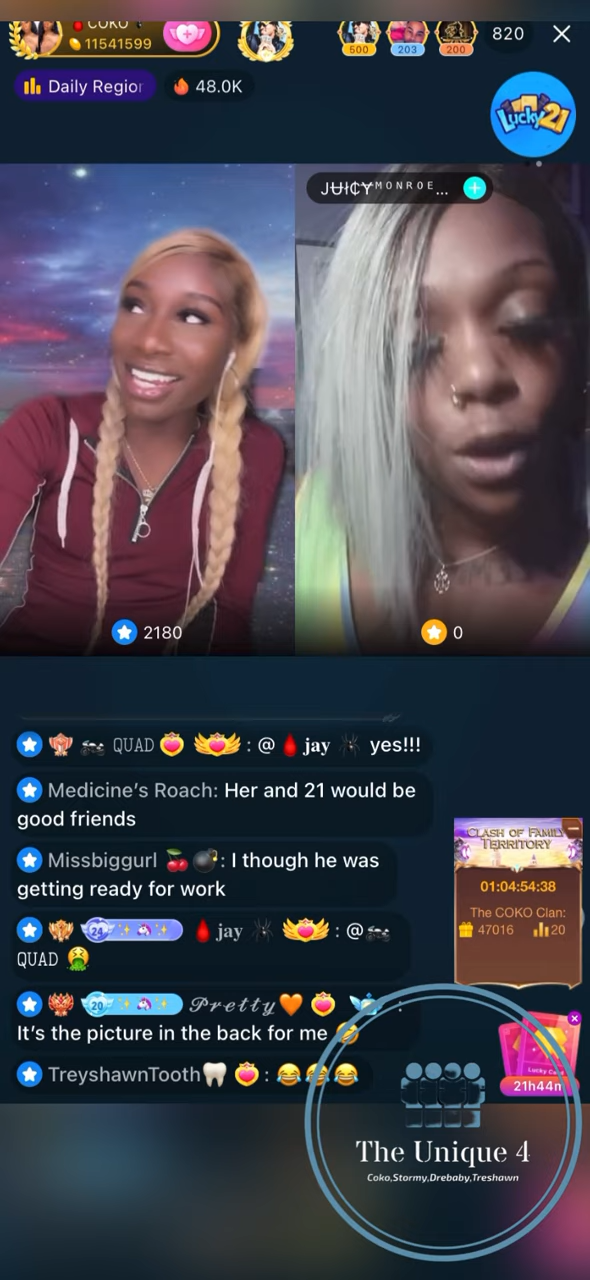 COKO
11541599
500
203
200
820
Daily Region
48.0K
Lucky21
JUICY MONROE...
2180
0
QUAD : @ jay yes!!!
Medicine's Roach: Her and 21 would be
good friends
Missbiggurl 🍒💣: I though he was
getting ready for work
24 jay : @
QUAD 🤮
20 Pretty🧡 :
It's the picture in the back for me
TreyshawnTooth🦷 : 😂😂😂
CLASH OF FAMILY
TERRITORY
01:04:54:38
The COKO Clan:
47016 20
Lucky Card
21h44m
The Unique 4
Coko,Stormy,Drebaby,Treshawn